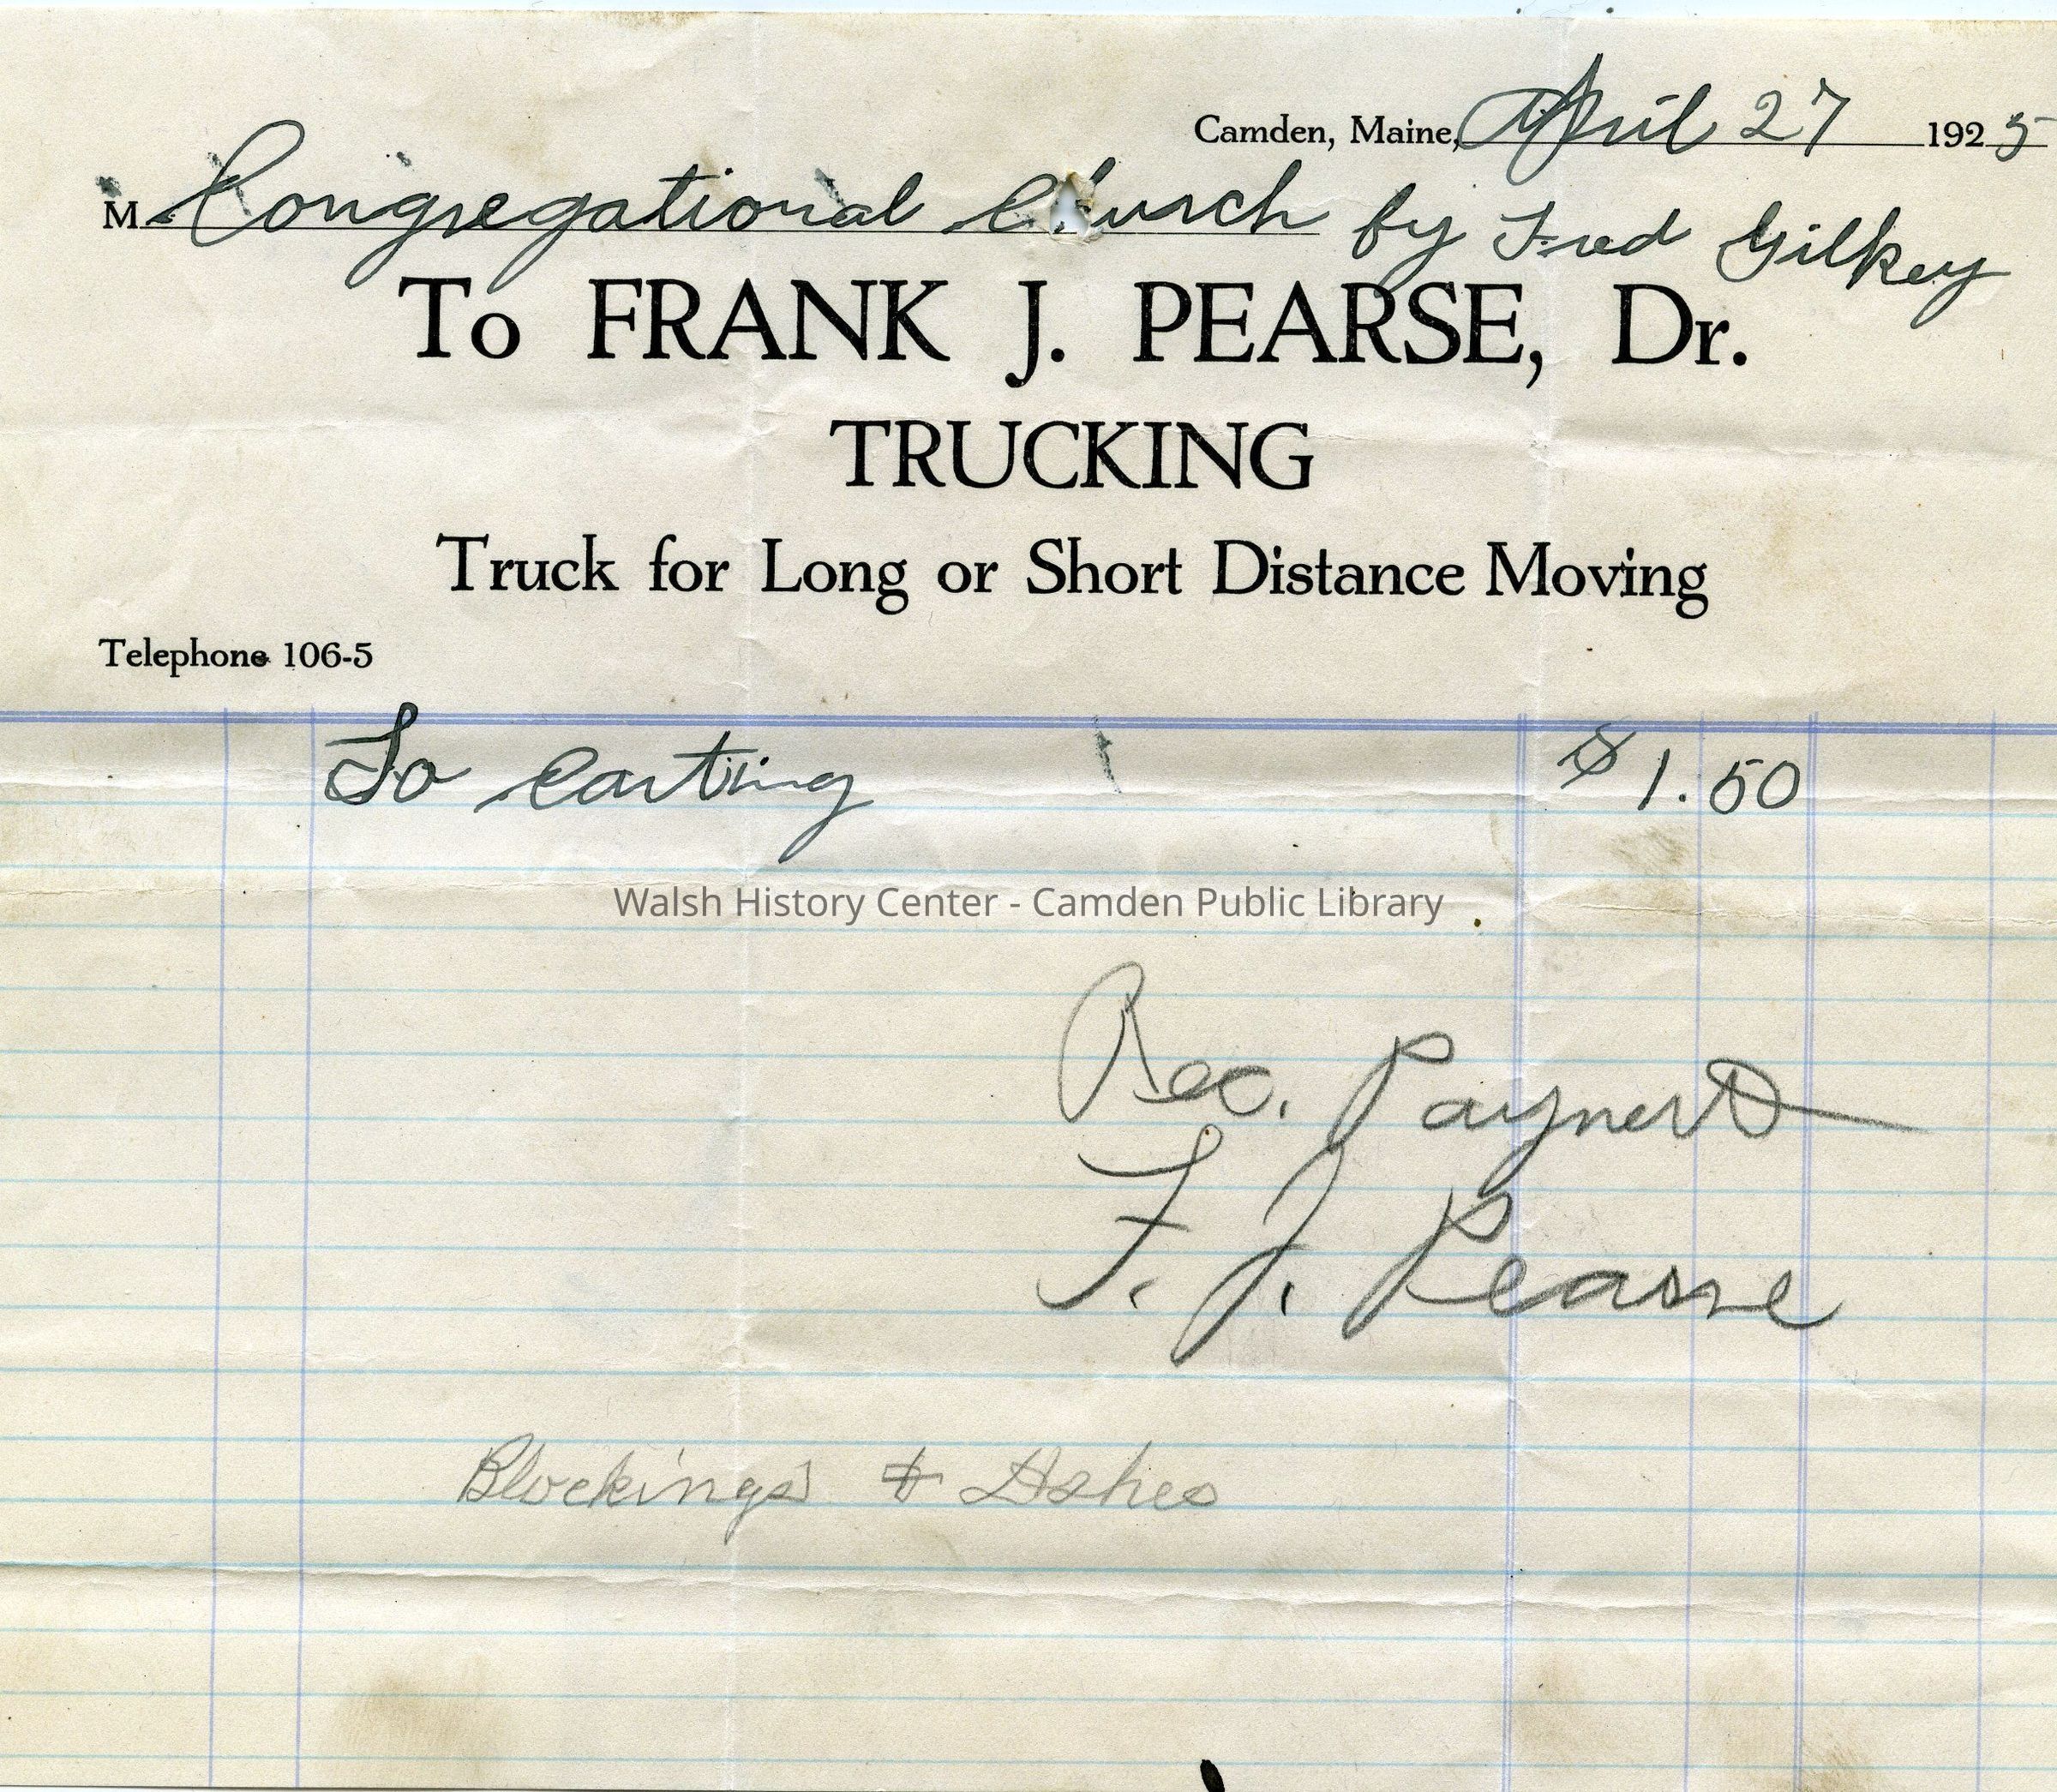 Camden, Maine, April 27 1925
M Congregational Church by Fred Gilkey
To FRANK J. PEARSE, Dr.
TRUCKING
Truck for Long or Short Distance Moving
Telephone 106-5
To Carting $1.50
Walsh History Center - Camden Public Library
Rec. Payment
F. J. Pearse
Blockings & Ashes